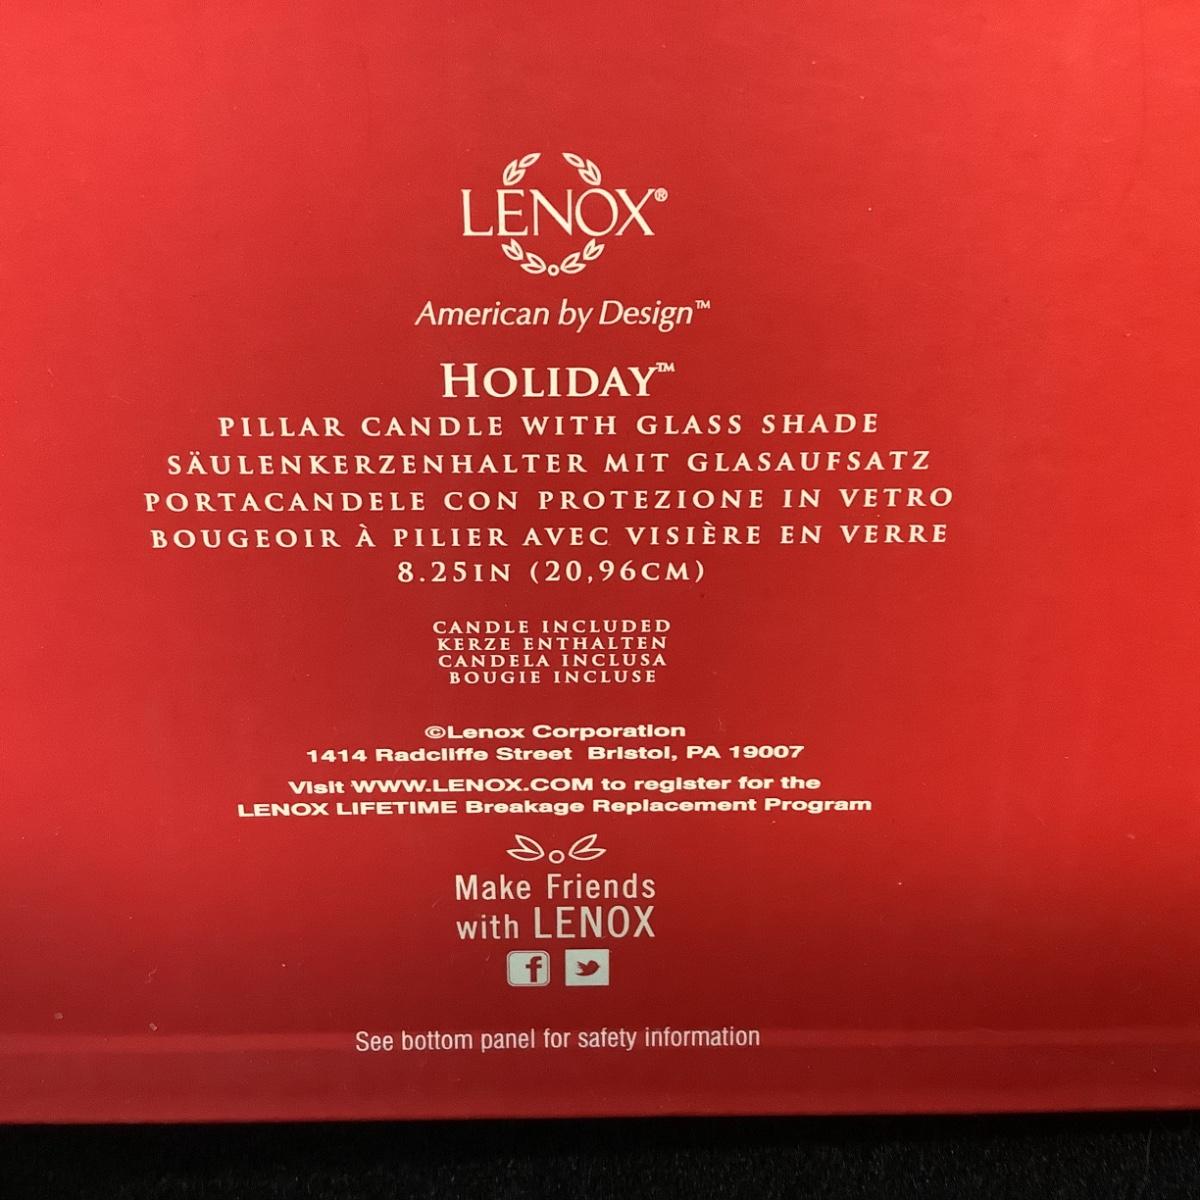 LENOX®
American by Design™
HOLIDAY™
PILLAR CANDLE WITH GLASS SHADE
SÄULENKERZENHALTER MIT GLASAUFSATZ
PORTACANDELE CON PROTEZIONE IN VETRO
BOUGEOIR À PILIER AVEC VISIÈRE EN VERRE
8.25IN (20,96CM)
CANDLE INCLUDED
KERZE ENTHALTEN
CANDELA INCLUSA
BOUGIE INCLUSE
©Lenox Corporation
1414 Radcliffe Street Bristol, PA 19007
Visit WWW.LENOX.COM to register for the
LENOX LIFETIME Breakage Replacement Program
Make Friends
with LENOX
f
See bottom panel for safety information